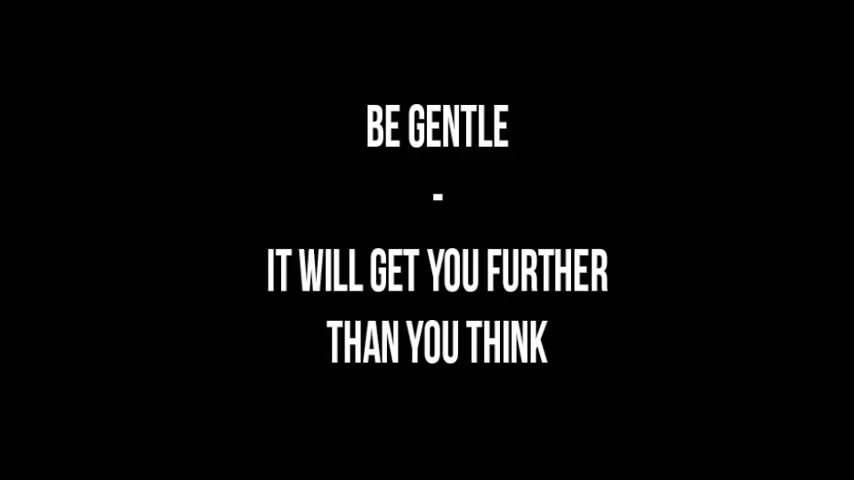 BE GENTLE
-
IT WILL GET YOU FURTHER
THAN YOU THINK